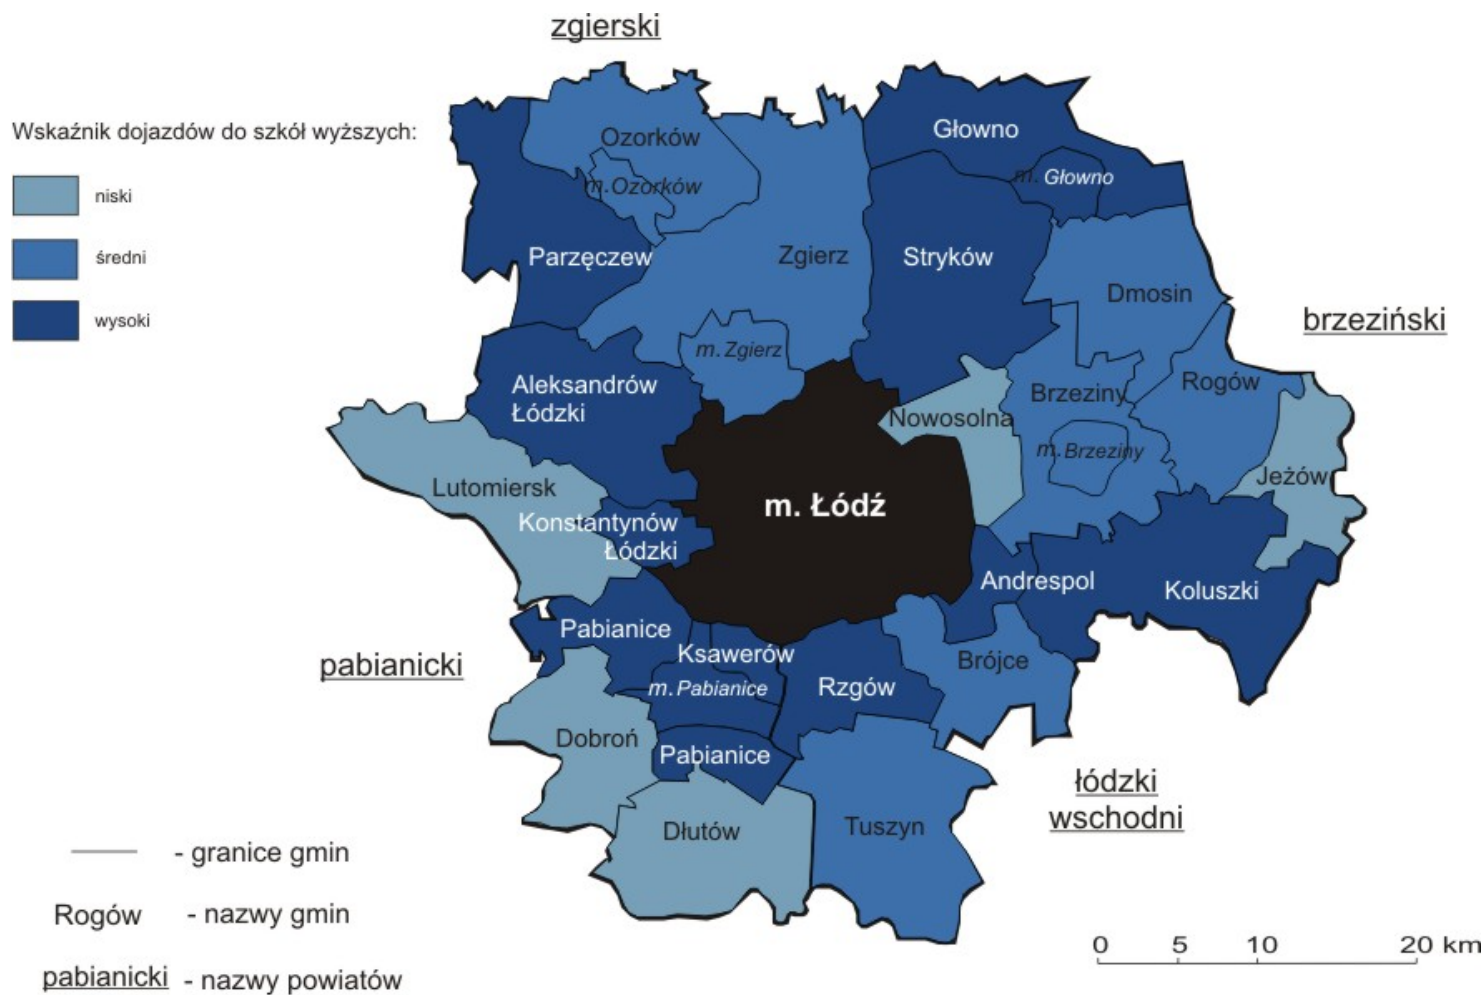 zgierski
Wskaźnik dojazdów do szkół wyższych:
niski
średni
wysoki
Ozorków
m. Ozorków
Głowno
m. Głowno
Parzęczew
Zgierz
Stryków
Dmosin
brzeziński
m. Zgierz
Aleksandrów
Łódzki
Nowosolna
Brzeziny
Rogów
m. Brzeziny
Jeżów
Lutomiersk
m. Łódź
Konstantynów
Łódzki
Andrespol
Koluszki
Pabianice
Ksawerów
Brójce
pabianicki
m. Pabianice
Rzgów
Dobroń
Pabianice
łódzki
wschodni
Dłutów
Tuszyn
- granice gmin
Rogów - nazwy gmin
pabianicki - nazwy powiatów
0 5 10 20 km